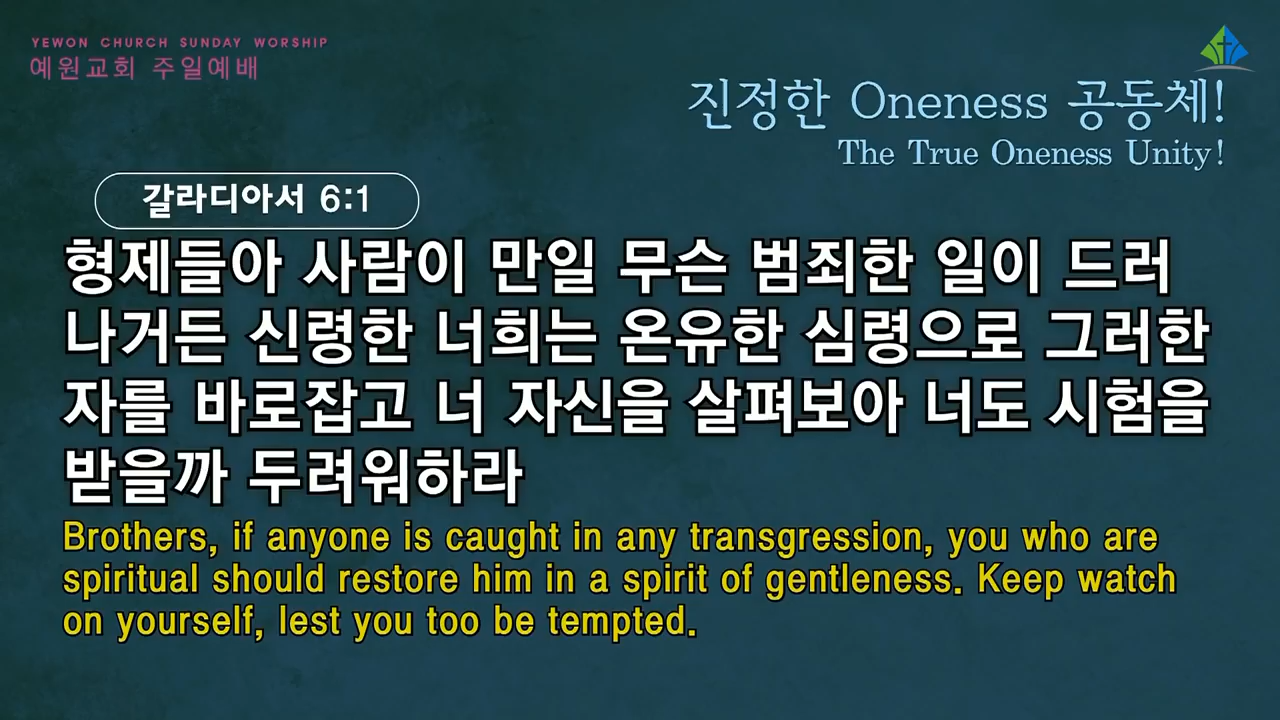 YEWON CHURCH SUNDAY WORSHIP
예원교회 주일예배
진정한 Oneness 공동체!
The True Oneness Unity!
갈라디아서 6:1
형제들아 사람이 만일 무슨 범죄한 일이 드러
나거든 신령한 너희는 온유한 심령으로 그러한
자를 바로잡고 너 자신을 살펴보아 너도 시험을
받을까 두려워하라
Brothers, if anyone is caught in any transgression, you who are
spiritual should restore him in a spirit of gentleness. Keep watch
on yourself, lest you too be tempted.